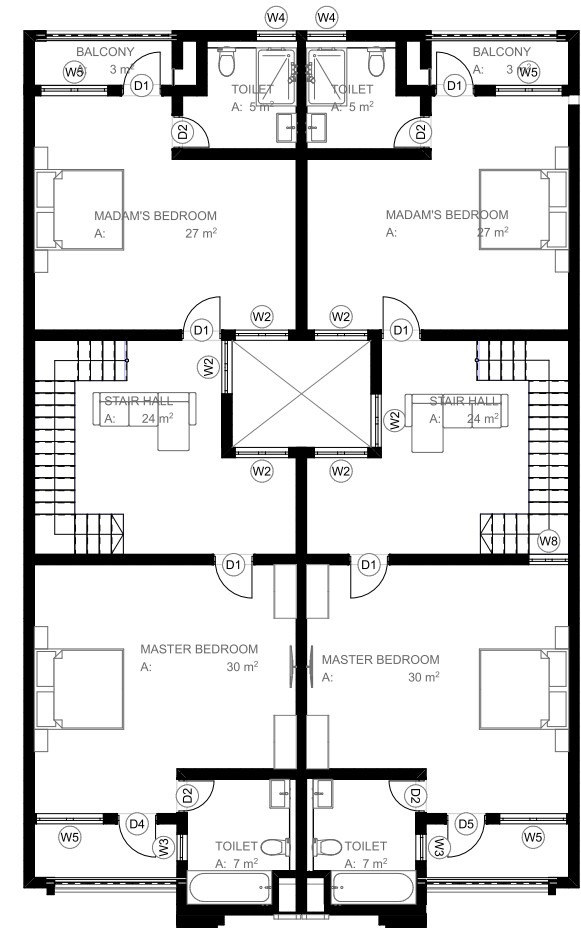 W4 W4
BALCONY BALCONY
W5 A: 3 m² A: 3 m² W5
D1 D1
TOILET TOILET
A: 5 m² A: 5 m²
D2 D2
MADAM'S BEDROOM MADAM'S BEDROOM
A: 27 m² A: 27 m²
D1 W2 W2 D1
W2
STAIR HALL STAIR HALL
A: 24 m² A: 24 m²
W2
W2 W2
W8
D1 D1
MASTER BEDROOM MASTER BEDROOM
A: 30 m² A: 30 m²
D2 D2
D4 D5
W5 W5
W3 TOILET TOILET W3
A: 7 m² A: 7 m²